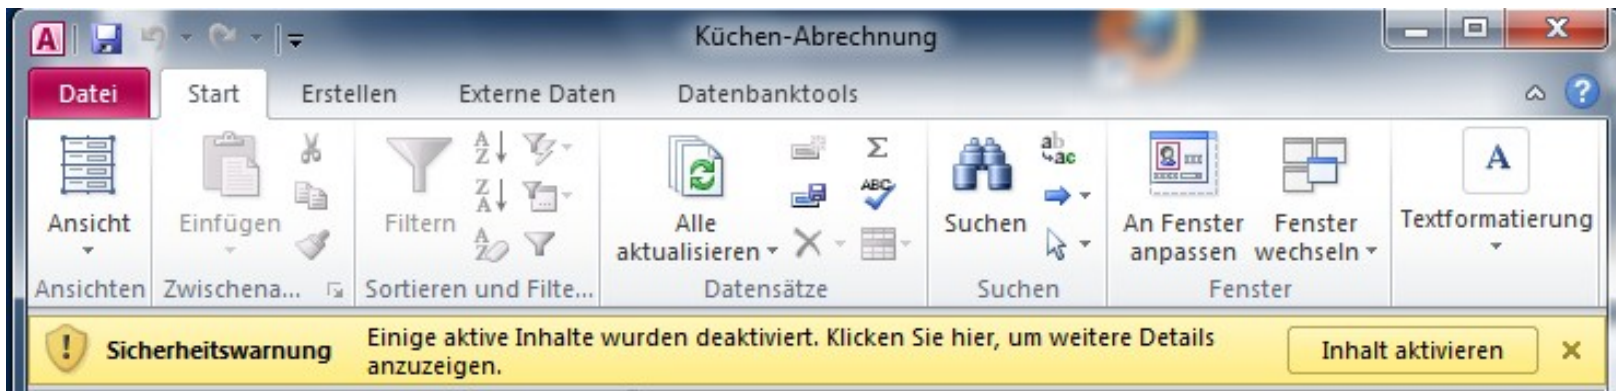 Küchen-Abrechnung
Datei Start Erstellen Externe Daten Datenbanktools
Ansicht
Einfügen
Filtern
Alle
aktualisieren
Suchen
An Fenster
anpassen
Fenster
wechseln
Textformatierung
Ansichten Zwischena... Sortieren und Filte... Datensätze Suchen Fenster
Sicherheitswarnung
Einige aktive Inhalte wurden deaktiviert. Klicken Sie hier, um weitere Details
anzuzeigen.
Inhalt aktivieren